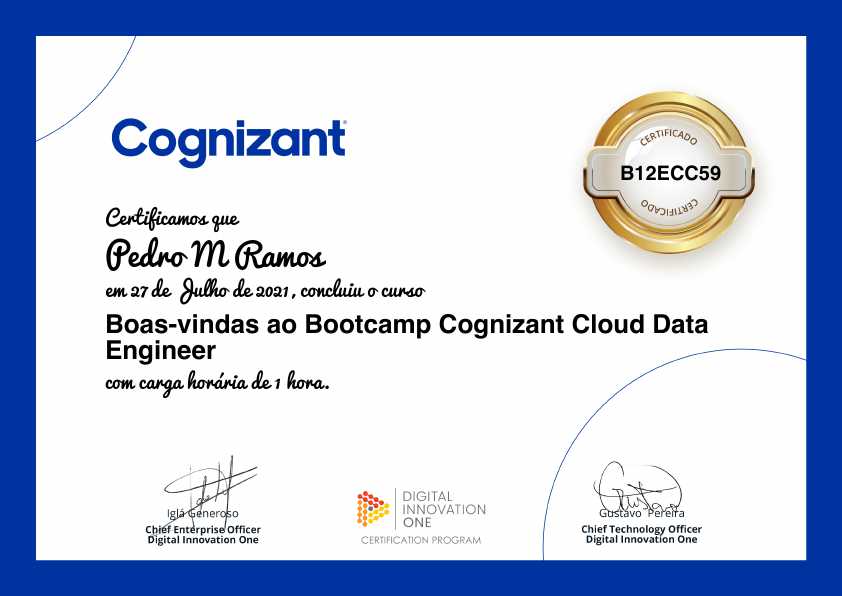 Cognizant
CERTIFICADO
B12ECC59
CERTIFICADO
Certificamos que
Pedro M Ramos
em 27 de Julho de 2021, concluiu o curso
Boas-vindas ao Bootcamp Cognizant Cloud Data
Engineer
com carga horária de 1 hora.
Iglá Generoso
Chief Enterprise Officer
Digital Innovation One
DIGITAL
INNOVATION
ONE
CERTIFICATION PROGRAM
Gustavo Pereira
Chief Technology Officer
Digital Innovation One